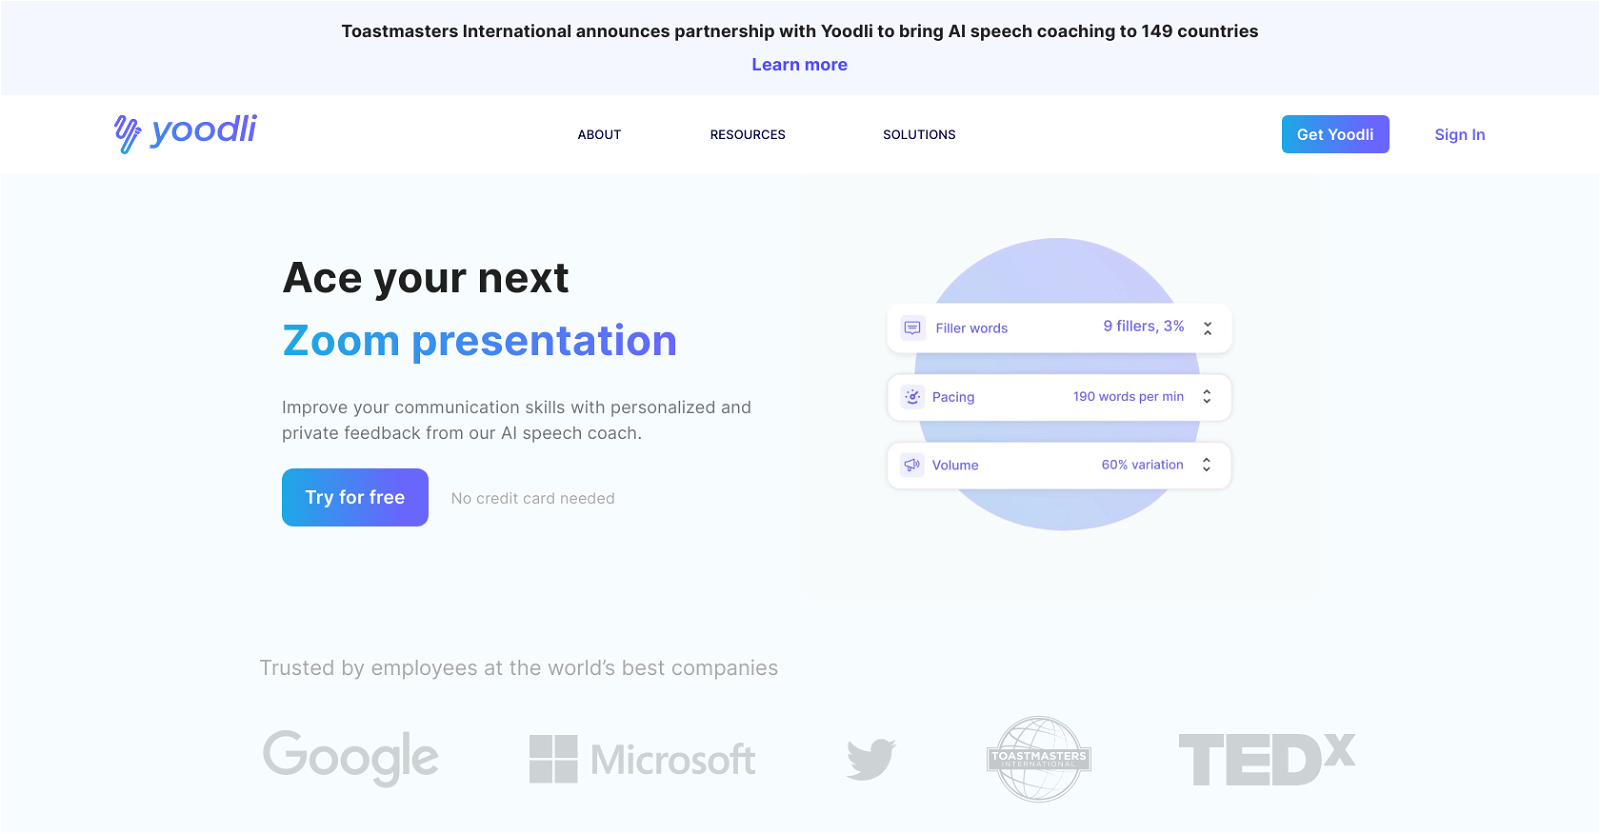 Toastmasters International announces partnership with Yoodli to bring AI speech coaching to 149 countries
Learn more
yoodli
ABOUT
RESOURCES
SOLUTIONS
Get Yoodli
Sign In
Ace your next
Zoom presentation
Improve your communication skills with personalized and
private feedback from our AI speech coach.
Try for free
No credit card needed
Filler words
9 fillers, 3%
Pacing
190 words per min
Volume
60% variation
Trusted by employees at the world’s best companies
Google
Microsoft
TOASTMASTERS
INTERNATIONAL
TEDx